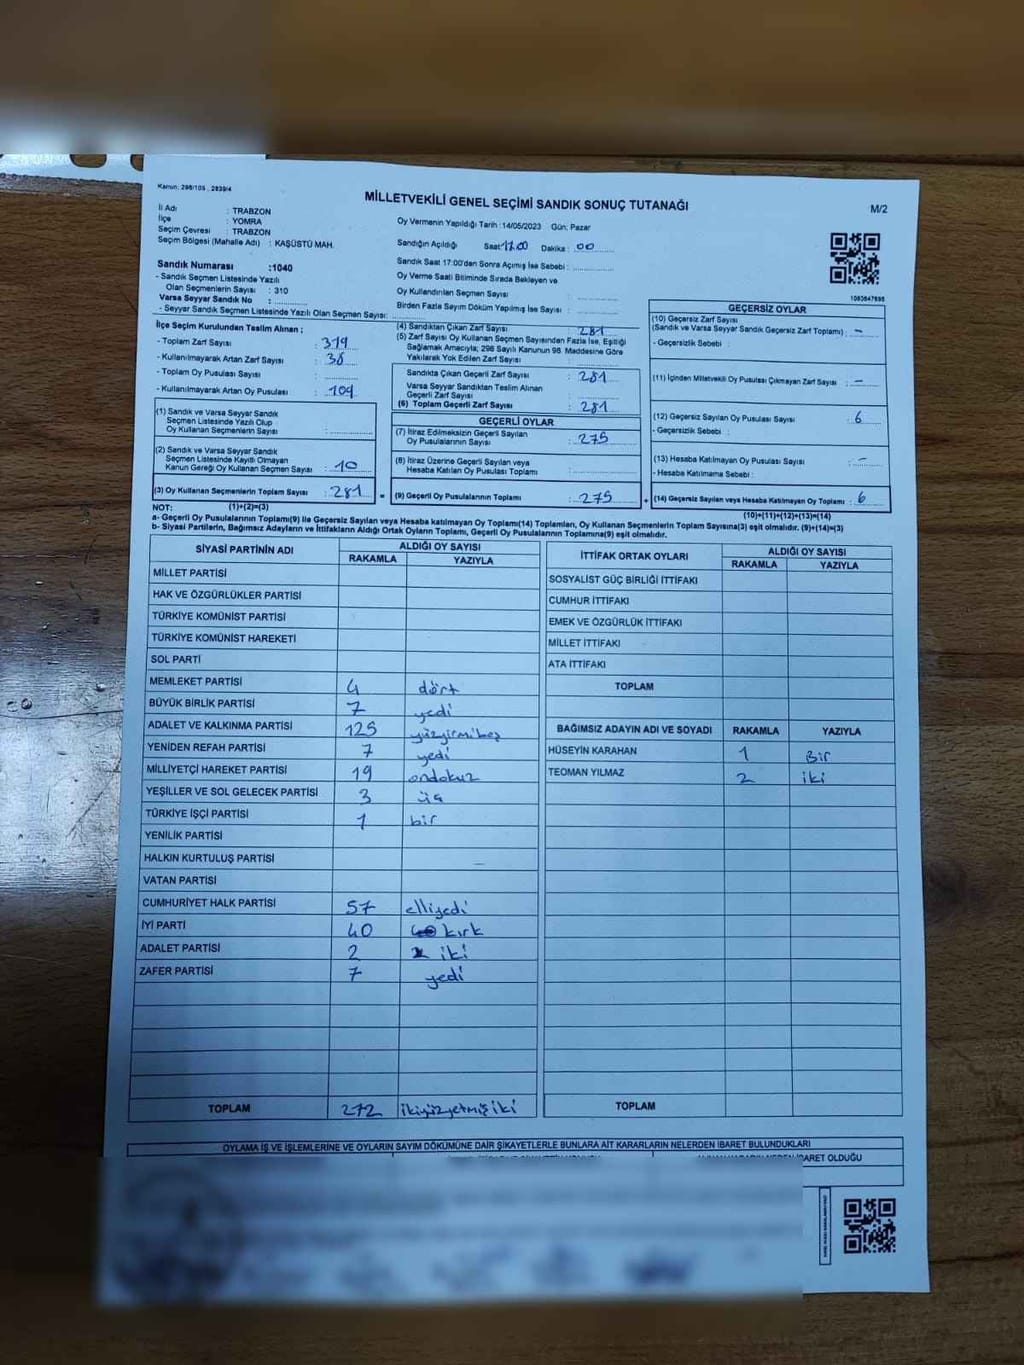 Kanun: 298/105 , 2839/4
MİLLETVEKİLİ GENEL SEÇİMİ SANDIK SONUÇ TUTANAĞI
M/2
İl Adı : TRABZON
İlçe : YOMRA
Seçim Çevresi : TRABZON
Seçim Bölgesi (Mahalle Adı) : KAŞÜSTÜ MAH.
Oy Vermenin Yapıldığı Tarih :14/05/2023 Gün: Pazar
Sandığın Açıldığı Saat:17.00 Dakika : 00
Sandık Saat 17:00'den Sonra Açımış İse Sebebi :
Oy Verme Saati Bitiminde Sırada Bekleyen ve
Oy Kullandırılan Seçmen Sayısı :
Birden Fazla Sayım Döküm Yapılmış İse Sayısı :
Sandık Numarası :1040
- Sandık Seçmen Listesinde Yazılı
Olan Seçmenlerin Sayısı : 310
Varsa Seyyar Sandık No :
- Seyyar Sandık Seçmen Listesinde Yazılı Olan Seçmen Sayısı:
İlçe Seçim Kurulundan Teslim Alınan ;
- Toplam Zarf Sayısı : 319
- Kullanılmayarak Artan Zarf Sayısı : 38
- Toplam Oy Pusulası Sayısı :
- Kullanılmayarak Artan Oy Pusulası : 104
(1) Sandık ve Varsa Seyyar Sandık
Seçmen Listesinde Yazılı Olup
Oy Kullanan Seçmenlerin Sayısı :
(2) Sandık ve Varsa Seyyar Sandık
Seçmen Listesinde Kayıtlı Olmayan
Kanun Gereği Oy Kullanan Seçmen Sayısı : 10
(3) Oy Kullanan Seçmenlerin Toplam Sayısı : 281 =
(4) Sandıktan Çıkan Zarf Sayısı : 281
(5) Zarf Sayısı Oy Kullanan Seçmen Sayısından Fazla İse, Eşitliği
Sağlamak Amacıyla; 298 Sayılı Kanunun 98. Maddesine Göre
Yakılarak Yok Edilen Zarf Sayısı :
Sandıkta Çıkan Geçerli Zarf Sayısı : 281
Varsa Seyyar Sandıktan Teslim Alınan
Geçerli Zarf Sayısı :
(6) Toplam Geçerli Zarf Sayısı : 281
GEÇERLİ OYLAR
(7) İtiraz Edilmeksizin Geçerli Sayılan
Oy Pusulalarının Sayısı : 275
(8) İtiraz Üzerine Geçerli Sayılan veya
Hesaba Katılan Oy Pusulası Toplamı :
(9) Geçerli Oy Pusulalarının Toplamı : 275 +
1080847695
GEÇERSİZ OYLAR
(10) Geçersiz Zarf Sayısı
(Sandık ve Varsa Seyyar Sandık Geçersiz Zarf Toplamı) : –
- Geçersizlik Sebebi :
(11) İçinden Milletvekili Oy Pusulası Çıkmayan Zarf Sayısı : –
(12) Geçersiz Sayılan Oy Pusulası Sayısı : 6
- Geçersizlik Sebebi :
(13) Hesaba Katılmayan Oy Pusulası Sayısı : –
- Hesaba Katılmama Sebebi :
(14) Geçersiz Sayılan veya Hesaba Katılmayan Oy Toplamı : 6
NOT: (1)+(2)=(3) (10)+(11)+(12)+(13)=(14)
a- Geçerli Oy Pusulalarının Toplamı(9) ile Geçersiz Sayılan veya Hesaba katılmayan Oy Toplamı(14) Toplamları, Oy Kullanan Seçmenlerin Toplam Sayısına(3) eşit olmalıdır. (9)+(14)=(3)
b- Siyasi Partilerin, Bağımsız Adayların ve İttifakların Aldığı Ortak Oyların Toplamı, Geçerli Oy Pusulalarının Toplamına(9) eşit olmalıdır.
SİYASİ PARTİNİN ADI ALDIĞI OY SAYISI
RAKAMLA YAZIYLA
MİLLET PARTİSİ
HAK VE ÖZGÜRLÜKLER PARTİSİ
TÜRKİYE KOMÜNİST PARTİSİ
TÜRKİYE KOMÜNİST HAREKETİ
SOL PARTİ
MEMLEKET PARTİSİ 4 dört
BÜYÜK BİRLİK PARTİSİ 7 yedi
ADALET VE KALKINMA PARTİSİ 125 yüzyirmibeş
YENİDEN REFAH PARTİSİ 7 yedi
MİLLİYETÇİ HAREKET PARTİSİ 19 ondokuz
YEŞİLLER VE SOL GELECEK PARTİSİ 3 üç
TÜRKİYE İŞÇİ PARTİSİ 1 bir
YENİLİK PARTİSİ
HALKIN KURTULUŞ PARTİSİ
VATAN PARTİSİ
CUMHURİYET HALK PARTİSİ 57 elliyedi
İYİ PARTİ 40 kırk
ADALET PARTİSİ 2 iki
ZAFER PARTİSİ 7 yedi
TOPLAM 272 ikiyüzyetmişiki
İTTİFAK ORTAK OYLARI ALDIĞI OY SAYISI
RAKAMLA YAZIYLA
SOSYALİST GÜÇ BİRLİĞİ İTTİFAKI
CUMHUR İTTİFAKI
EMEK VE ÖZGÜRLÜK İTTİFAKI
MİLLET İTTİFAKI
ATA İTTİFAKI
TOPLAM
BAĞIMSIZ ADAYIN ADI VE SOYADI RAKAMLA YAZIYLA
HÜSEYİN KARAHAN 1 Bir
TEOMAN YILMAZ 2 iki
TOPLAM
OYLAMA İŞ VE İŞLEMLERİNE VE OYLARIN SAYIM DÖKÜMÜNE DAİR ŞİKAYETLERLE BUNLARA AİT KARARLARIN NELERDEN İBARET BULUNDUKLARI
İBARET OLDUĞU